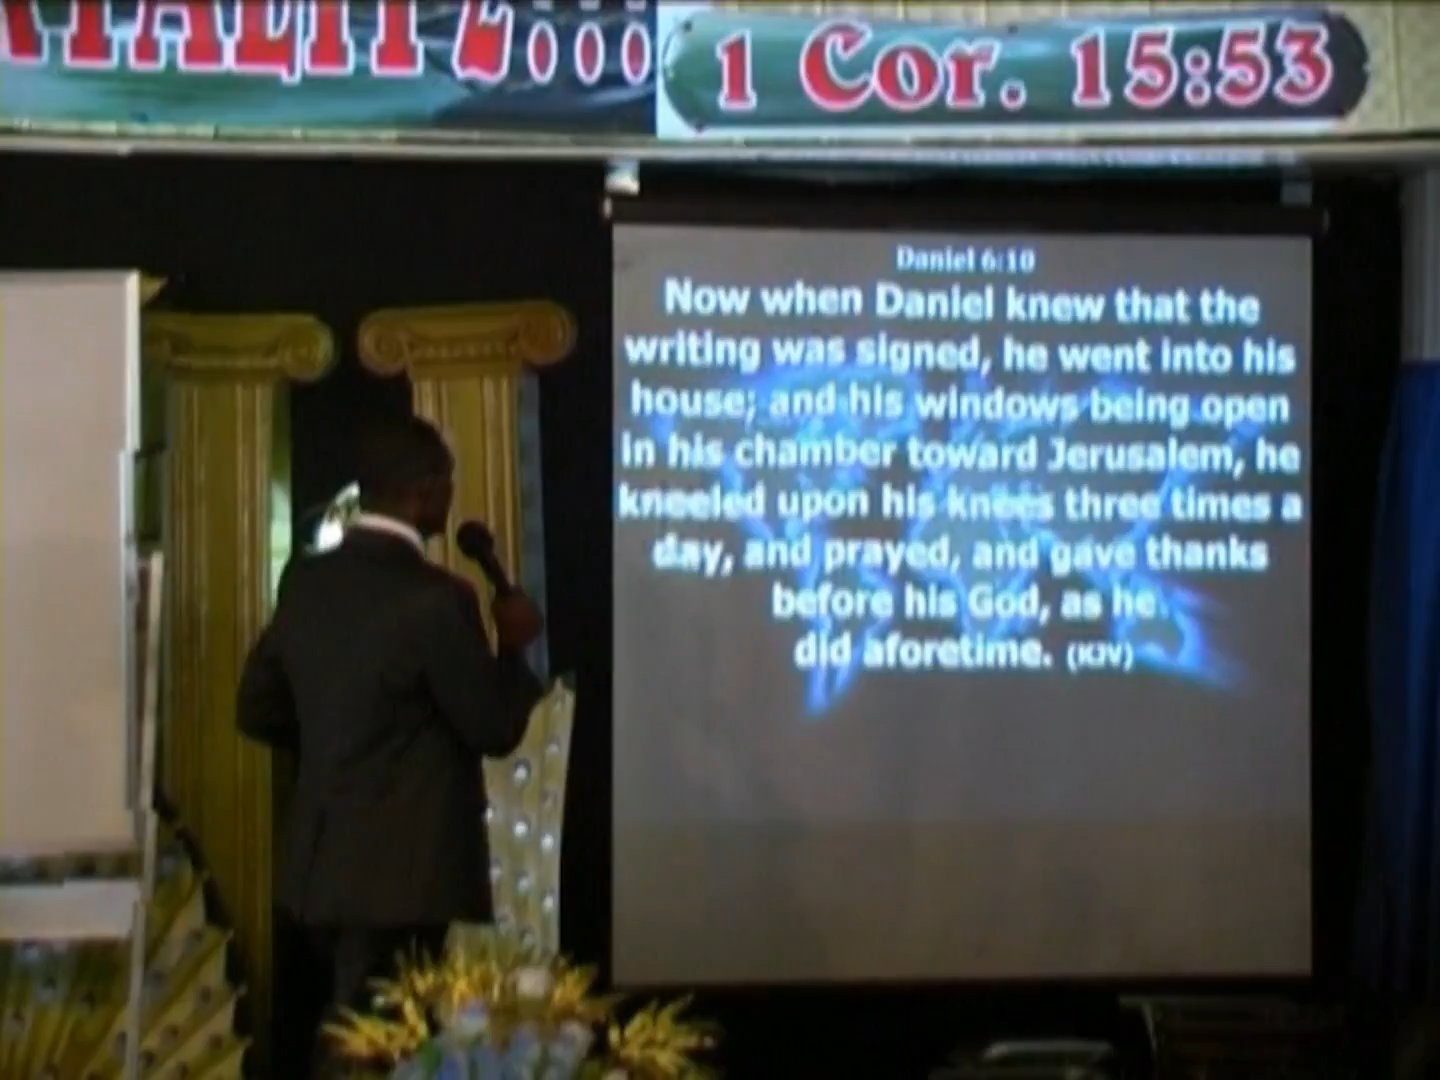 1 Cor. 15:53
Daniel 6:10
Now when Daniel knew that the
writing was signed, he went into his
house; and his windows being open
in his chamber toward Jerusalem, he
kneeled upon his knees three times a
day, and prayed, and gave thanks
before his God, as he
did aforetime. (KJV)